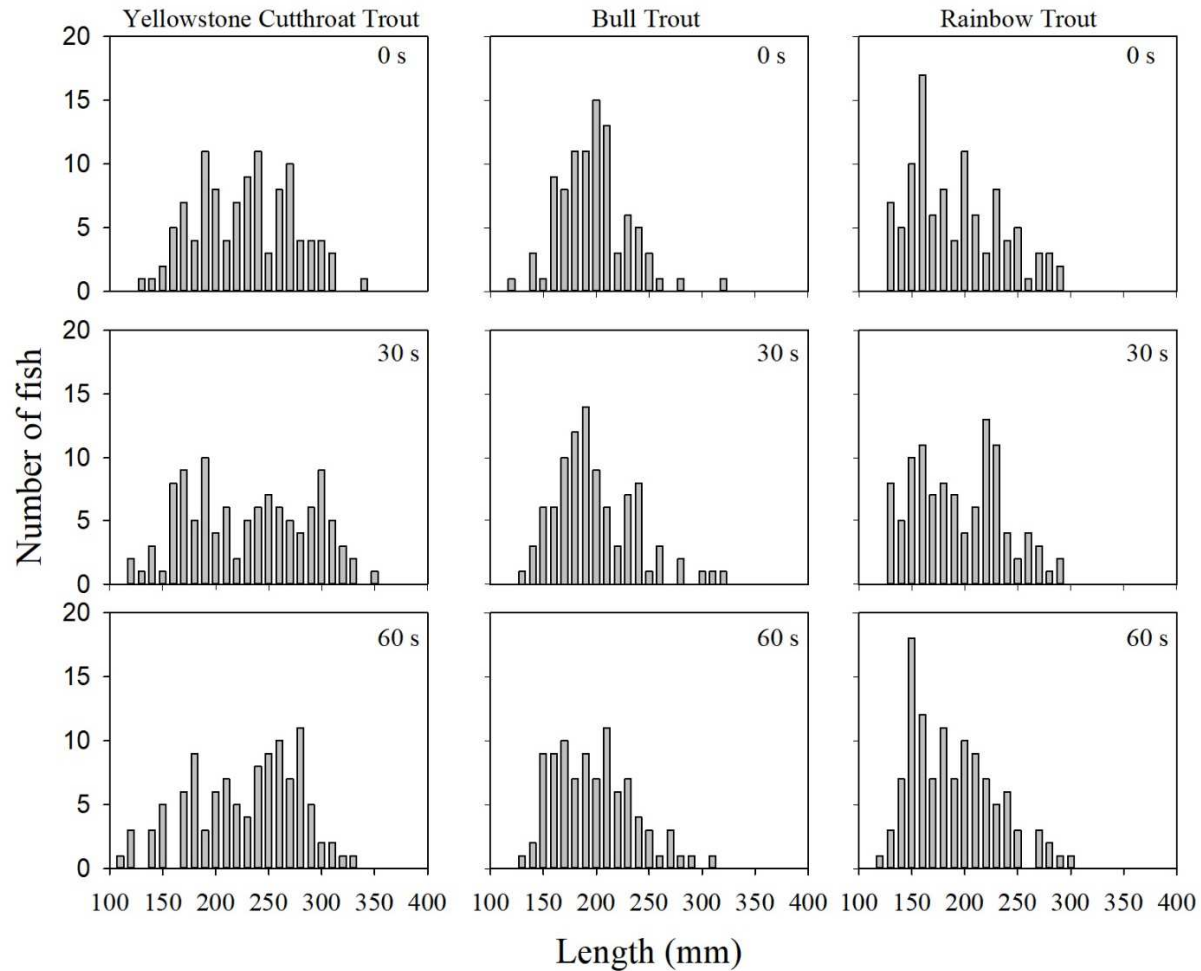 Yellowstone Cutthroat Trout
Bull Trout
Rainbow Trout
20
15
10
5
0
0 s
0 s
0 s
20
15
10
5
0
30 s
30 s
30 s
20
15
10
5
0
60 s
60 s
60 s
Number of fish
100 150 200 250 300 350 400
100 150 200 250 300 350 400
100 150 200 250 300 350 400
Length (mm)